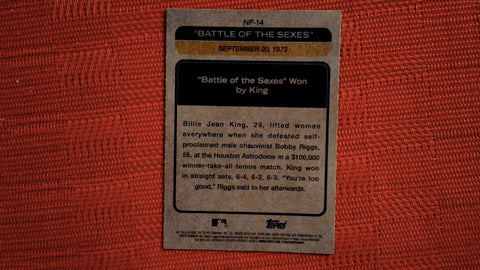 NF-14
"BATTLE OF THE SEXES"
SEPTEMBER 20, 1973
"Battle of the Sexes" Won
by King
Billie Jean King, 29, lifted women
everywhere when she defeated self-
proclaimed male chauvinist Bobby Riggs,
55, at the Houston Astrodome in a $100,000
winner-take-all tennis match. King won
in straight sets, 6-4, 6-3, 6-3. "You're too
good," Riggs said to her afterwards.
Topps